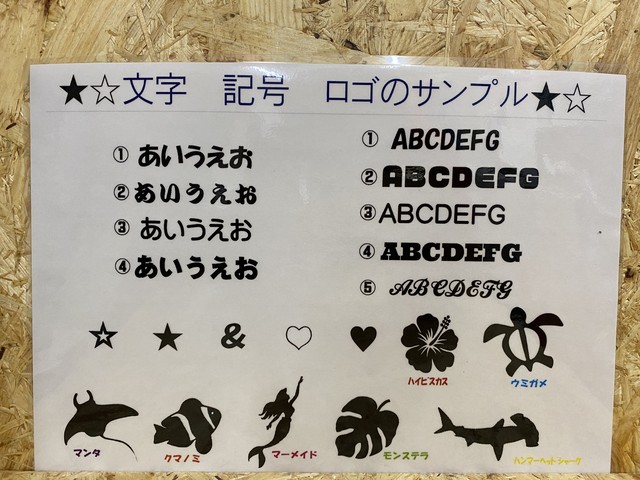 ★☆文字 記号 ロゴのサンプル★☆
① あいうえお
② あいうえお
③ あいうえお
④ あいうえお
① ABCDEFG
② ABCDEFG
③ ABCDEFG
④ ABCDEFG
⑤ ABCDEFG
☆ ★ & ♡ ♥
ハイビスカス
ウミガメ
マンタ
クマノミ
マーメイド
モンステラ
ハンマーヘッドシャーク